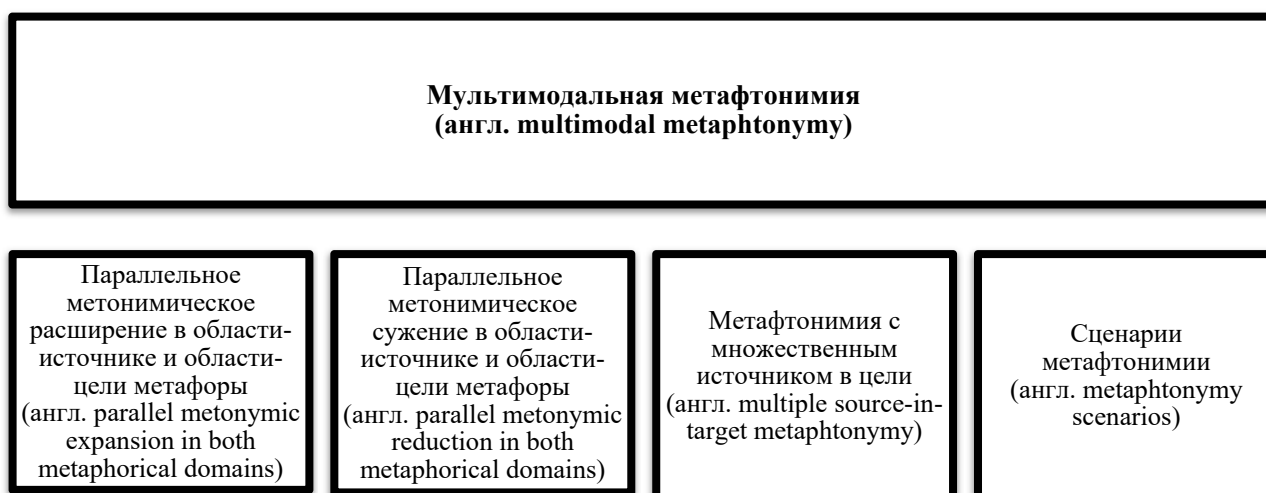 Мультимодальная метафтонимия
(англ. multimodal metaphtonymy)
Параллельное
метонимическое
расширение в области-
источнике и области-
цели метафоры
(англ. parallel metonymic
expansion in both
metaphorical domains)
Параллельное
метонимическое
сужение в области-
источнике и области-
цели метафоры
(англ. parallel metonymic
reduction in both
metaphorical domains)
Метафтонимия с
множественным
источником в цели
(англ. multiple source-in-
target metaphtonymy)
Сценарии
метафтонимии
(англ. metaphtonymy
scenarios)